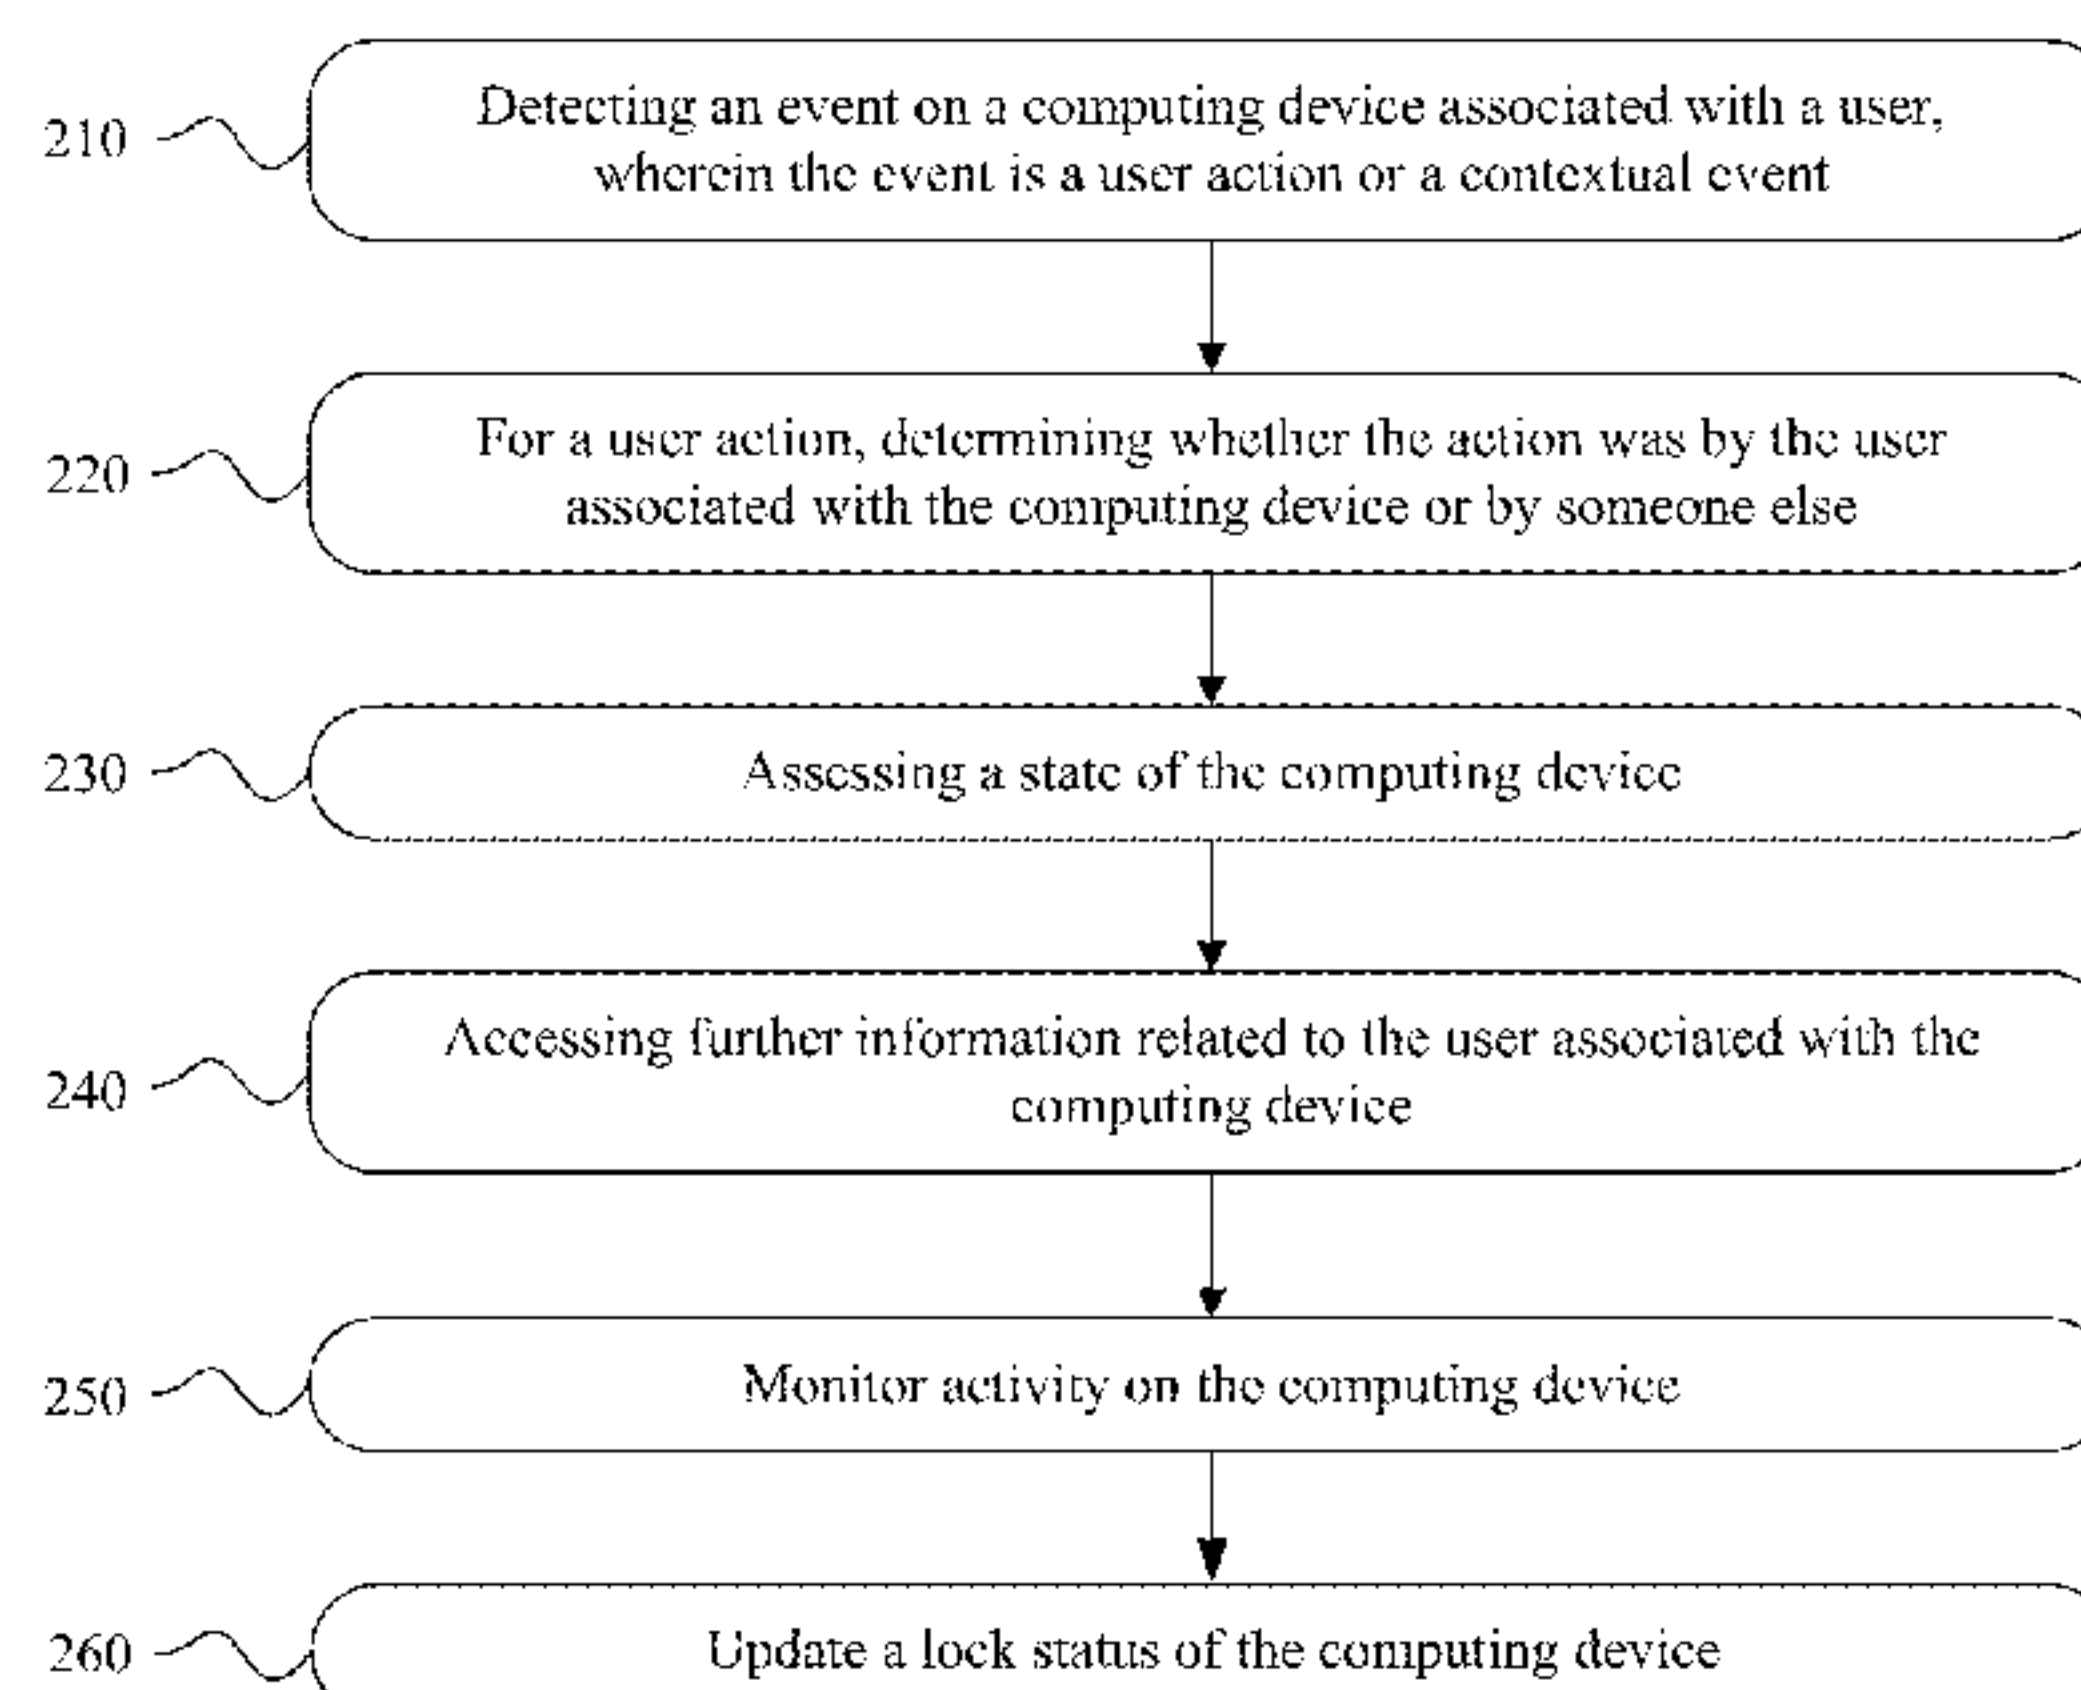 210
Detecting an event on a computing device associated with a user,
wherein the event is a user action or a contextual event
220
For a user action, determining whether the action was by the user
associated with the computing device or by someone else
230
Assessing a state of the computing device
240
Accessing further information related to the user associated with the
computing device
250
Monitor activity on the computing device
260
Update a lock status of the computing device